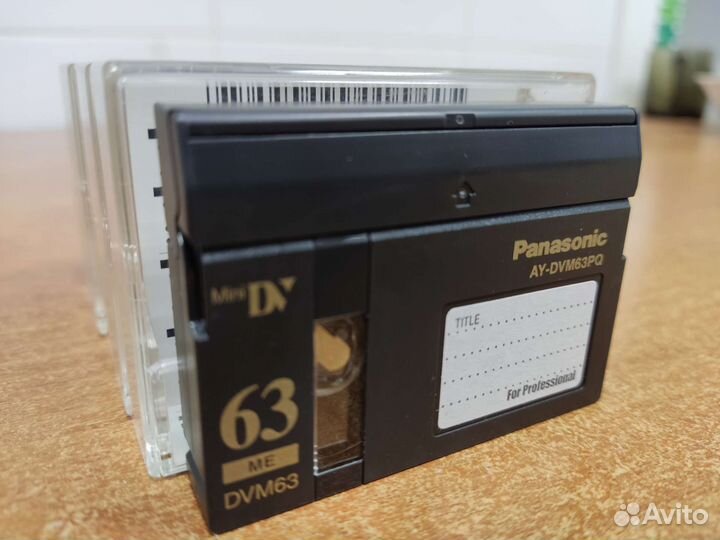 Panasonic
AY-DVM63PQ
Mini DV
TITLE
For Professional
63
ME
DVM63
Avito